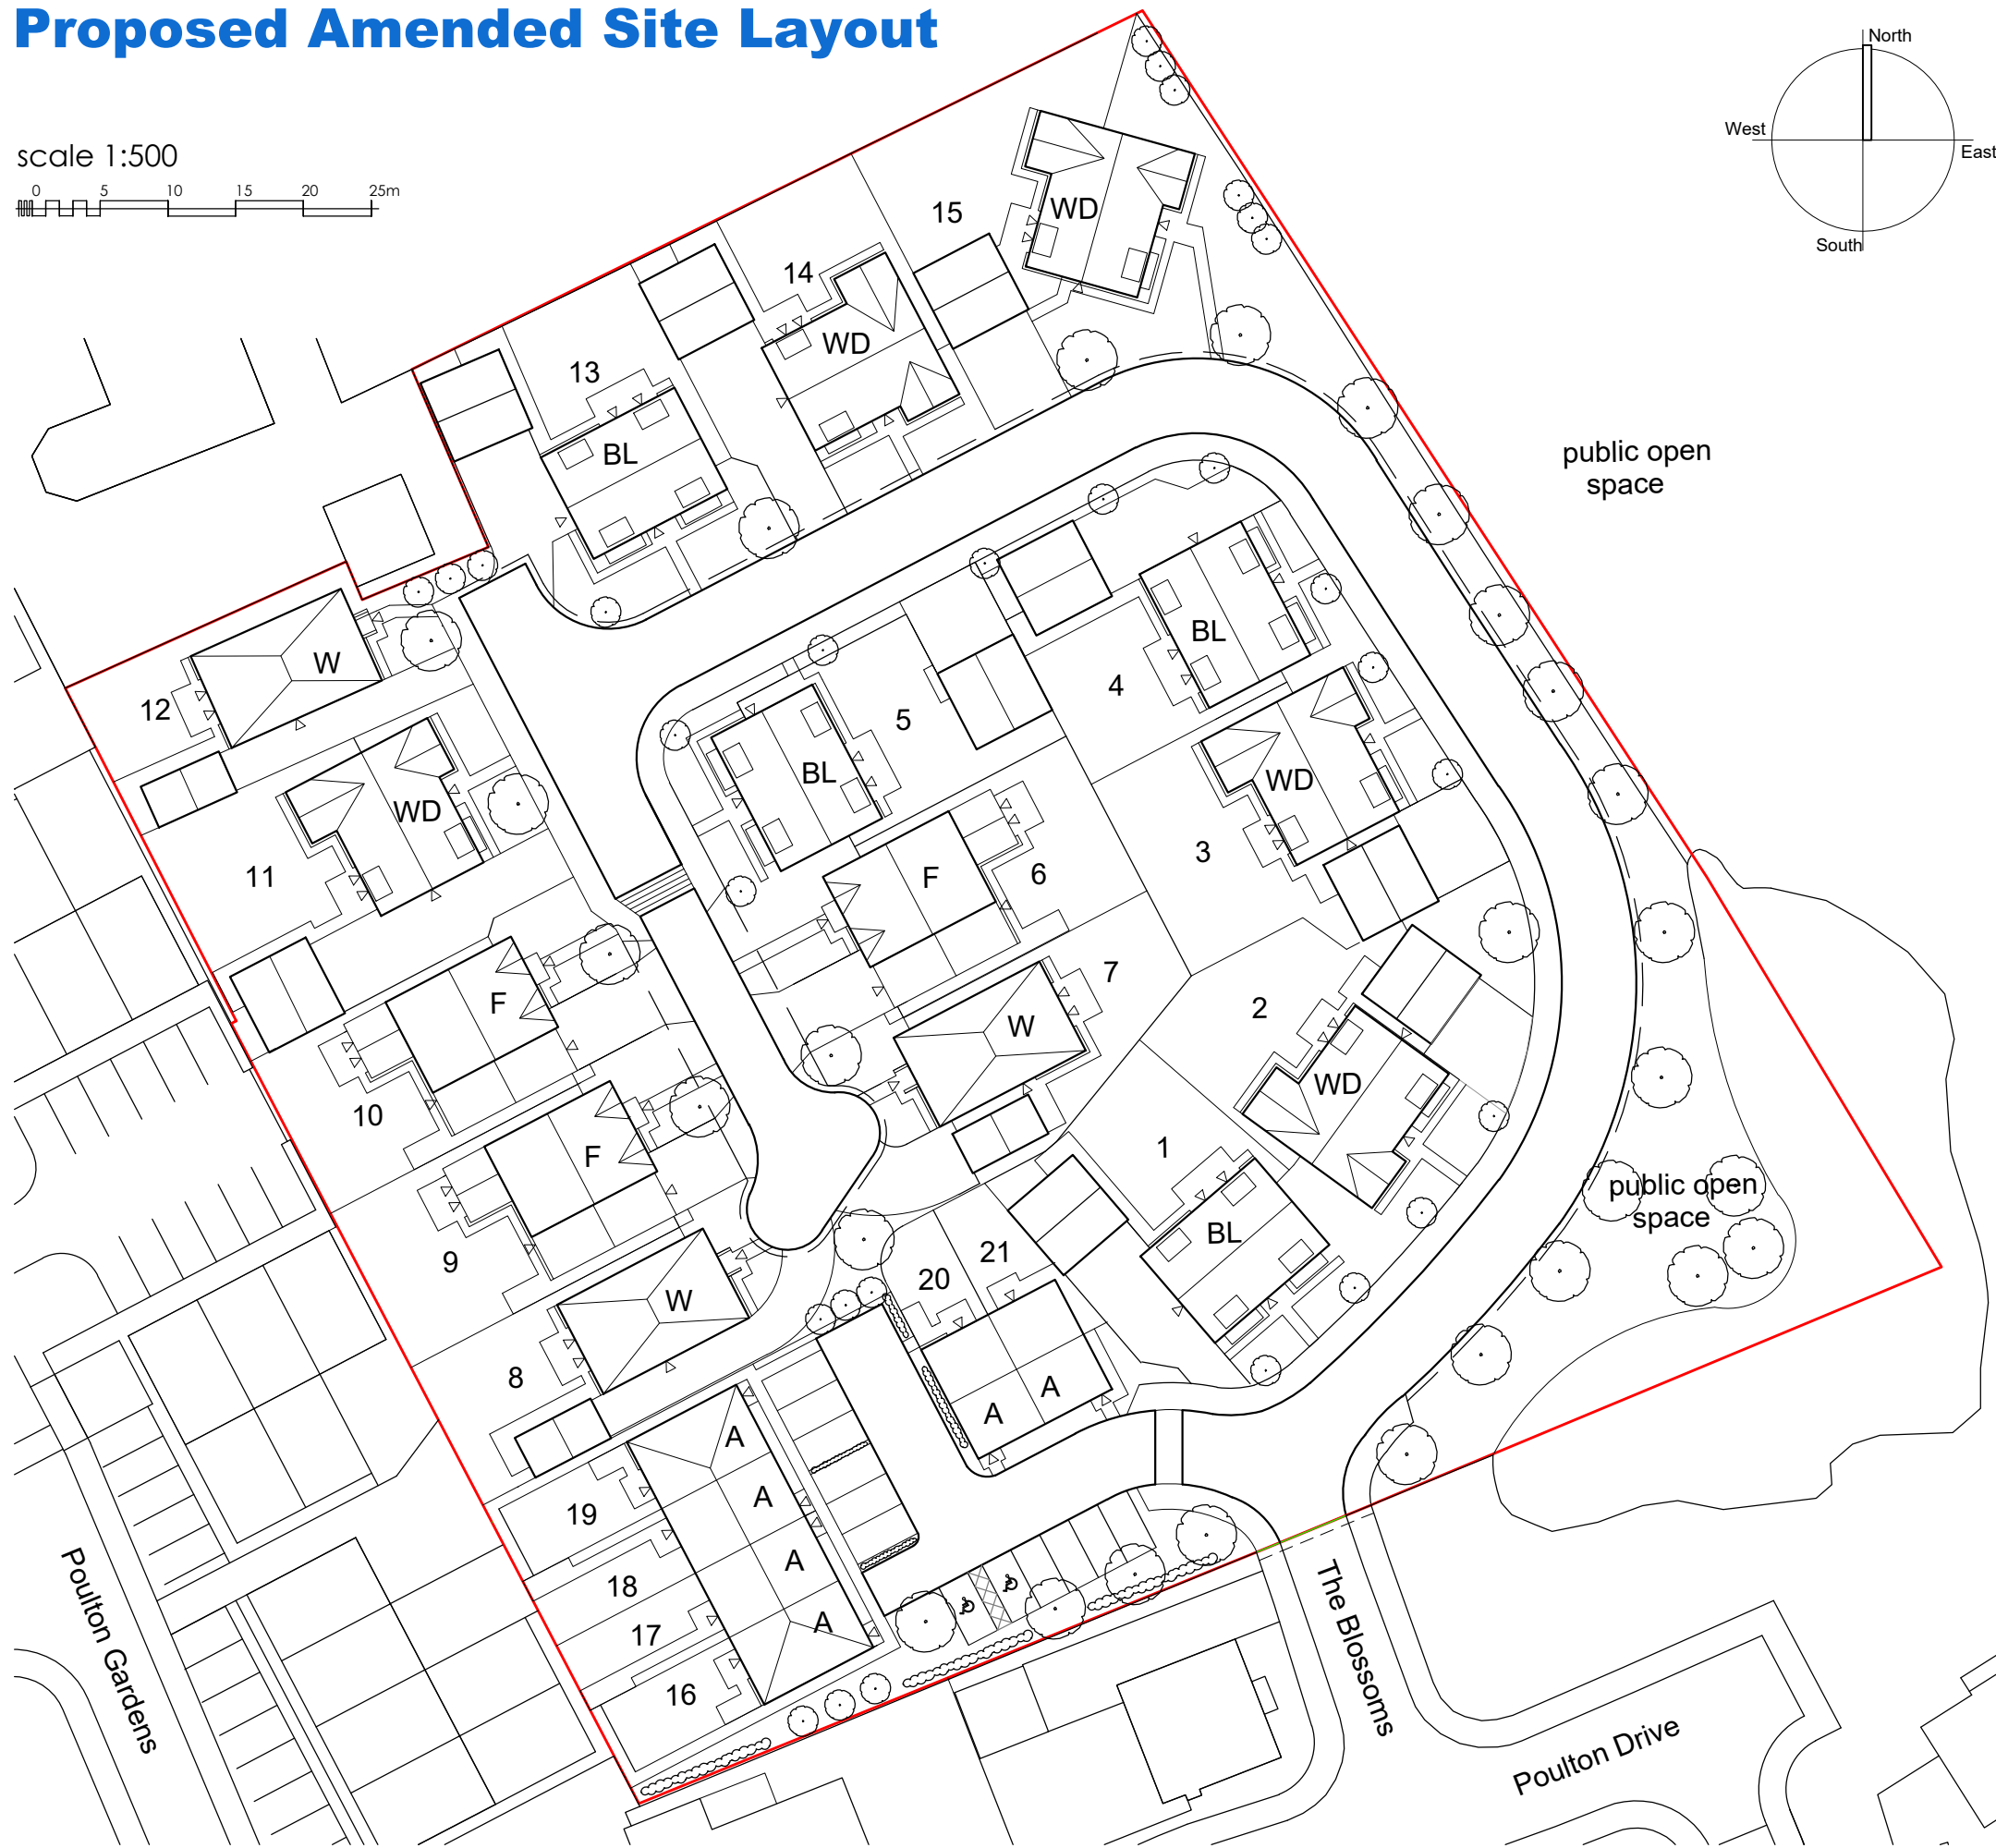 Proposed Amended Site Layout
North
West
East
South
scale 1:500
0 5 10 15 20 25m
15
WD
14
WD
13
BL
public open
space
12
W
11
WD
BL
4
5
BL
WD
3
F
6
F
10
7
W
2
WD
1
BL
F
9
W
8
20
21
A
A
public open
space
A
A
A
A
19
18
17
16
Poulton Gardens
The Blossoms
Poulton Drive